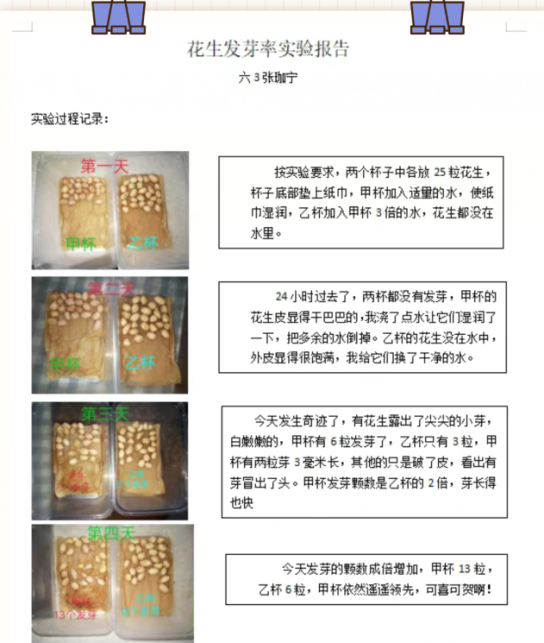 花生发芽率实验报告
六3张珈宁
实验过程记录：
第一天
甲杯 乙杯
按实验要求，两个杯子中各放 25 粒花生，
杯子底部垫上纸巾，甲杯加入适量的水，使纸
巾湿润，乙杯加入甲杯 3 倍的水，花生都没在
水里。
第二天
甲杯 乙杯
24 小时过去了，两杯都没有发芽，甲杯的
花生皮显得干巴巴的，我浇了点水让它们湿润了
一下，把多余的水倒掉。乙杯的花生没在水中，
外皮显得很饱满，我给它们换了干净的水。
第三天
今天发生奇迹了，有花生露出了尖尖的小芽，
白嫩嫩的，甲杯有 6 粒发芽了，乙杯只有 3 粒，甲
杯有两粒芽 3 毫米长，其他的只是破了皮，看出有
芽冒出了头。甲杯发芽颗数是乙杯的 2 倍，芽长得
也快
第四天
13个发芽
今天发芽的颗数成倍增加，甲杯 13 粒，
乙杯 6 粒，甲杯依然遥遥领先，可喜可贺啊！